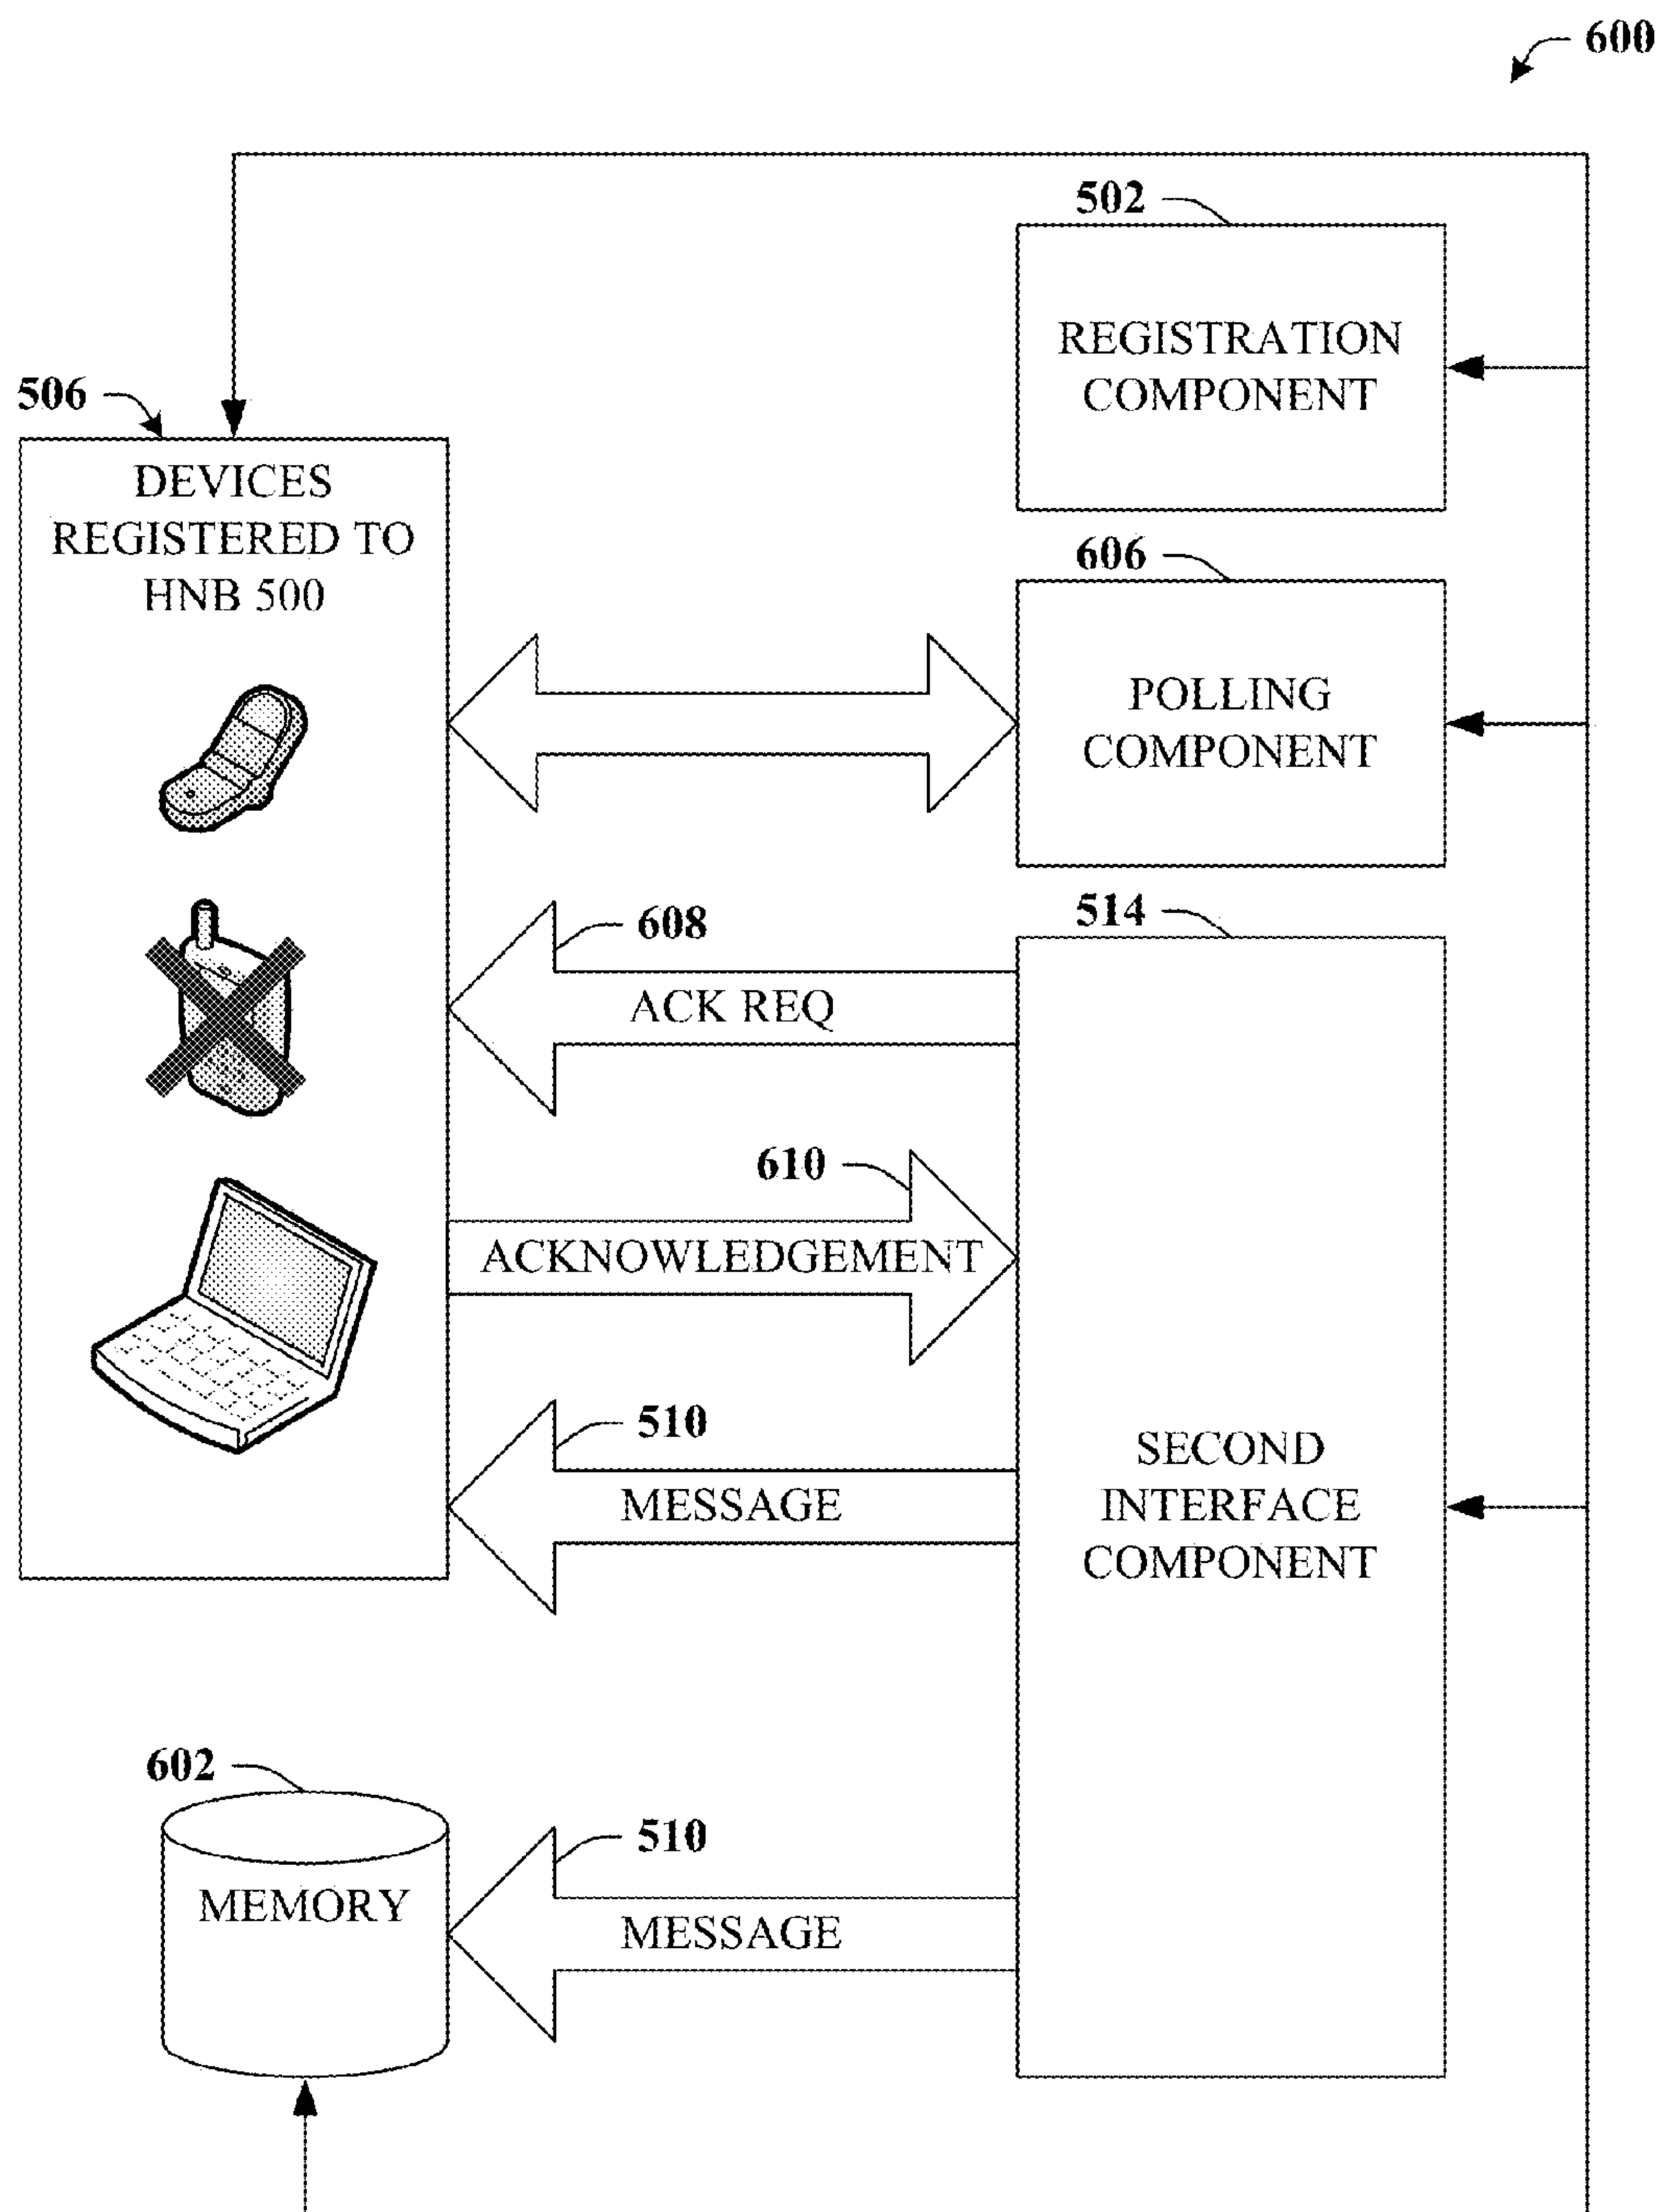 600
502
REGISTRATION
COMPONENT
506
DEVICES
REGISTERED TO
HNB 500
606
POLLING
COMPONENT
514
608
ACK REQ
610
ACKNOWLEDGEMENT
510
MESSAGE
SECOND
INTERFACE
COMPONENT
602
MEMORY
510
MESSAGE